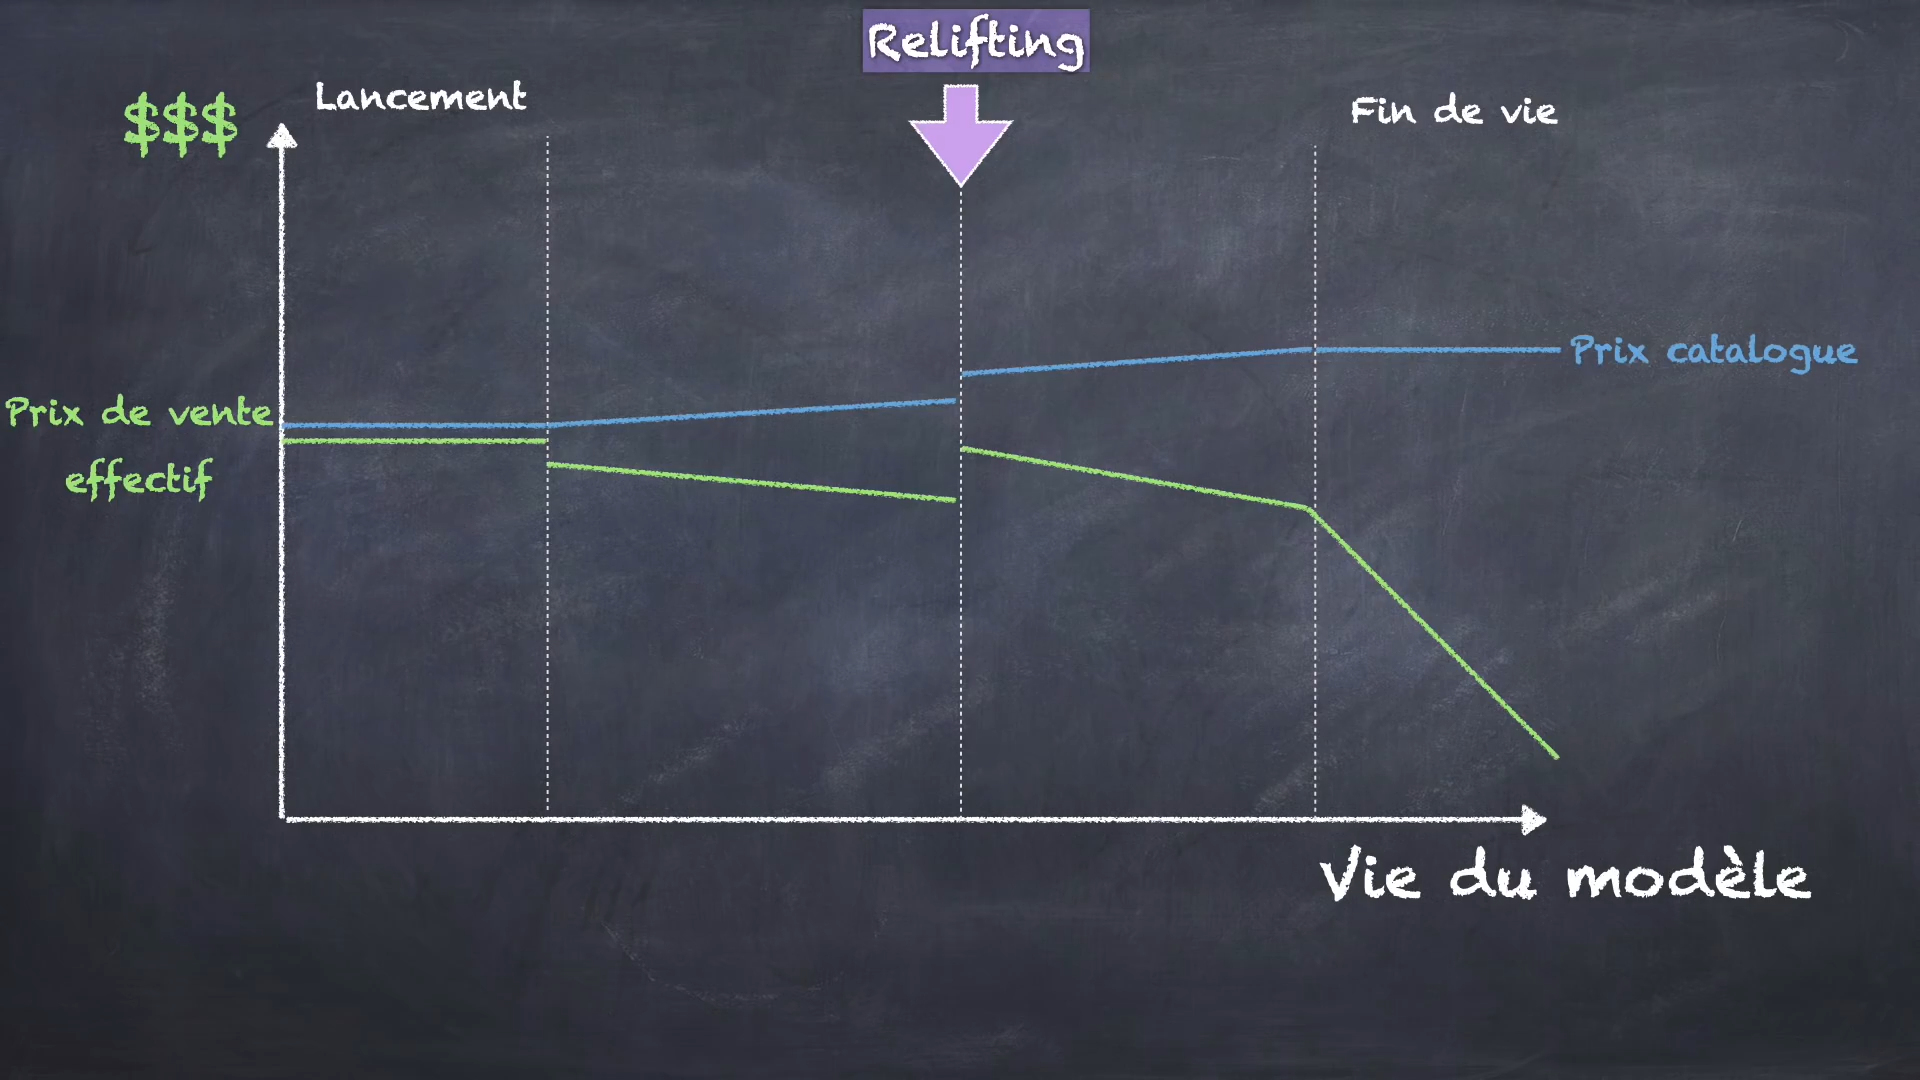 Relifting
$$$
Lancement
Fin de vie
Prix catalogue
Prix de vente
effectif
Vie du modèle